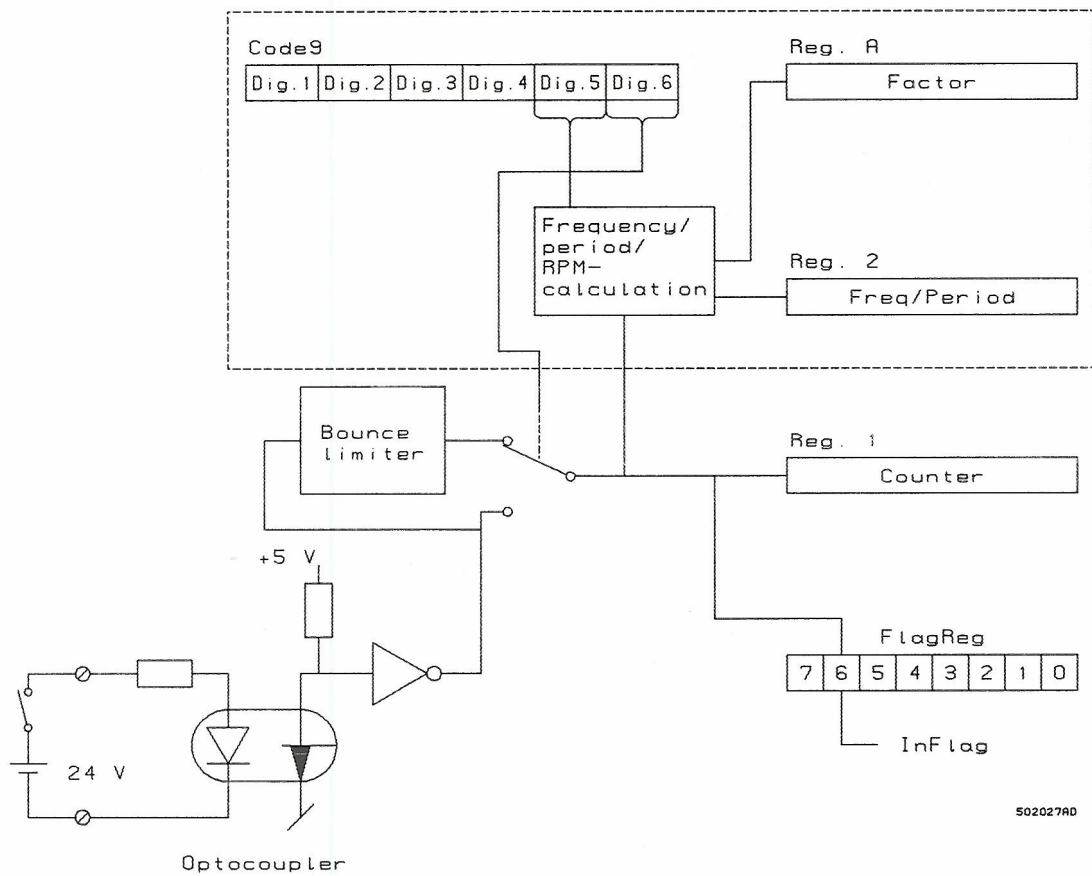 Code9
Dig.1 Dig.2 Dig.3 Dig.4 Dig.5 Dig.6
Reg. A
Factor
Frequency/
period/
RPM-
calculation
Reg. 2
Freq/Period
Bounce
limiter
Reg. 1
Counter
+5 V
FlagReg
7 6 5 4 3 2 1 0
InFlag
24 V
Optocoupler
502027AD